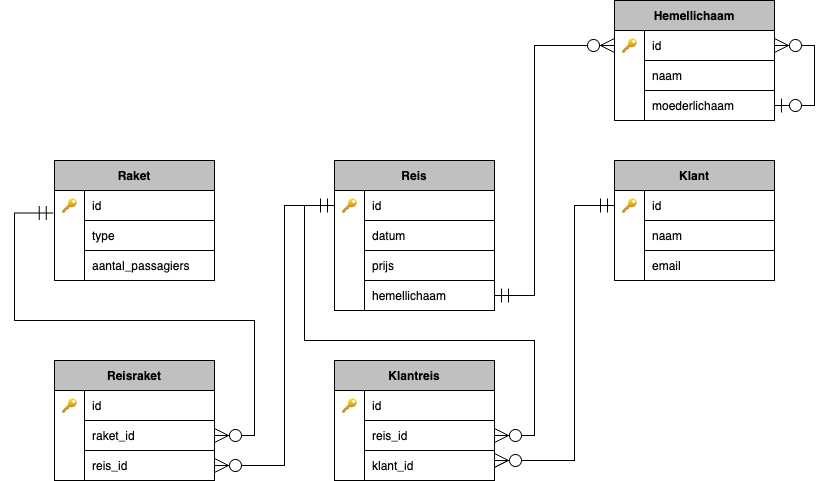 Hemellichaam
id
naam
moederlichaam
Raket
id
type
aantal_passagiers
Reis
id
datum
prijs
hemellichaam
Klant
id
naam
email
Reisraket
id
raket_id
reis_id
Klantreis
id
reis_id
klant_id